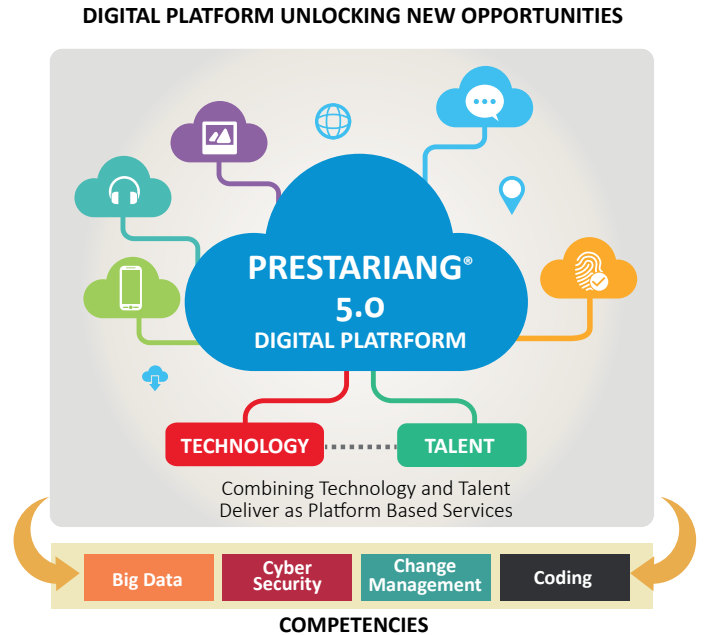 DIGITAL PLATFORM UNLOCKING NEW OPPORTUNITIES
PRESTARIANG®
5.0
DIGITAL PLATRFORM
TECHNOLOGY
TALENT
Combining Technology and Talent
Deliver as Platform Based Services
Big Data
Cyber
Security
Change
Management
Coding
COMPETENCIES